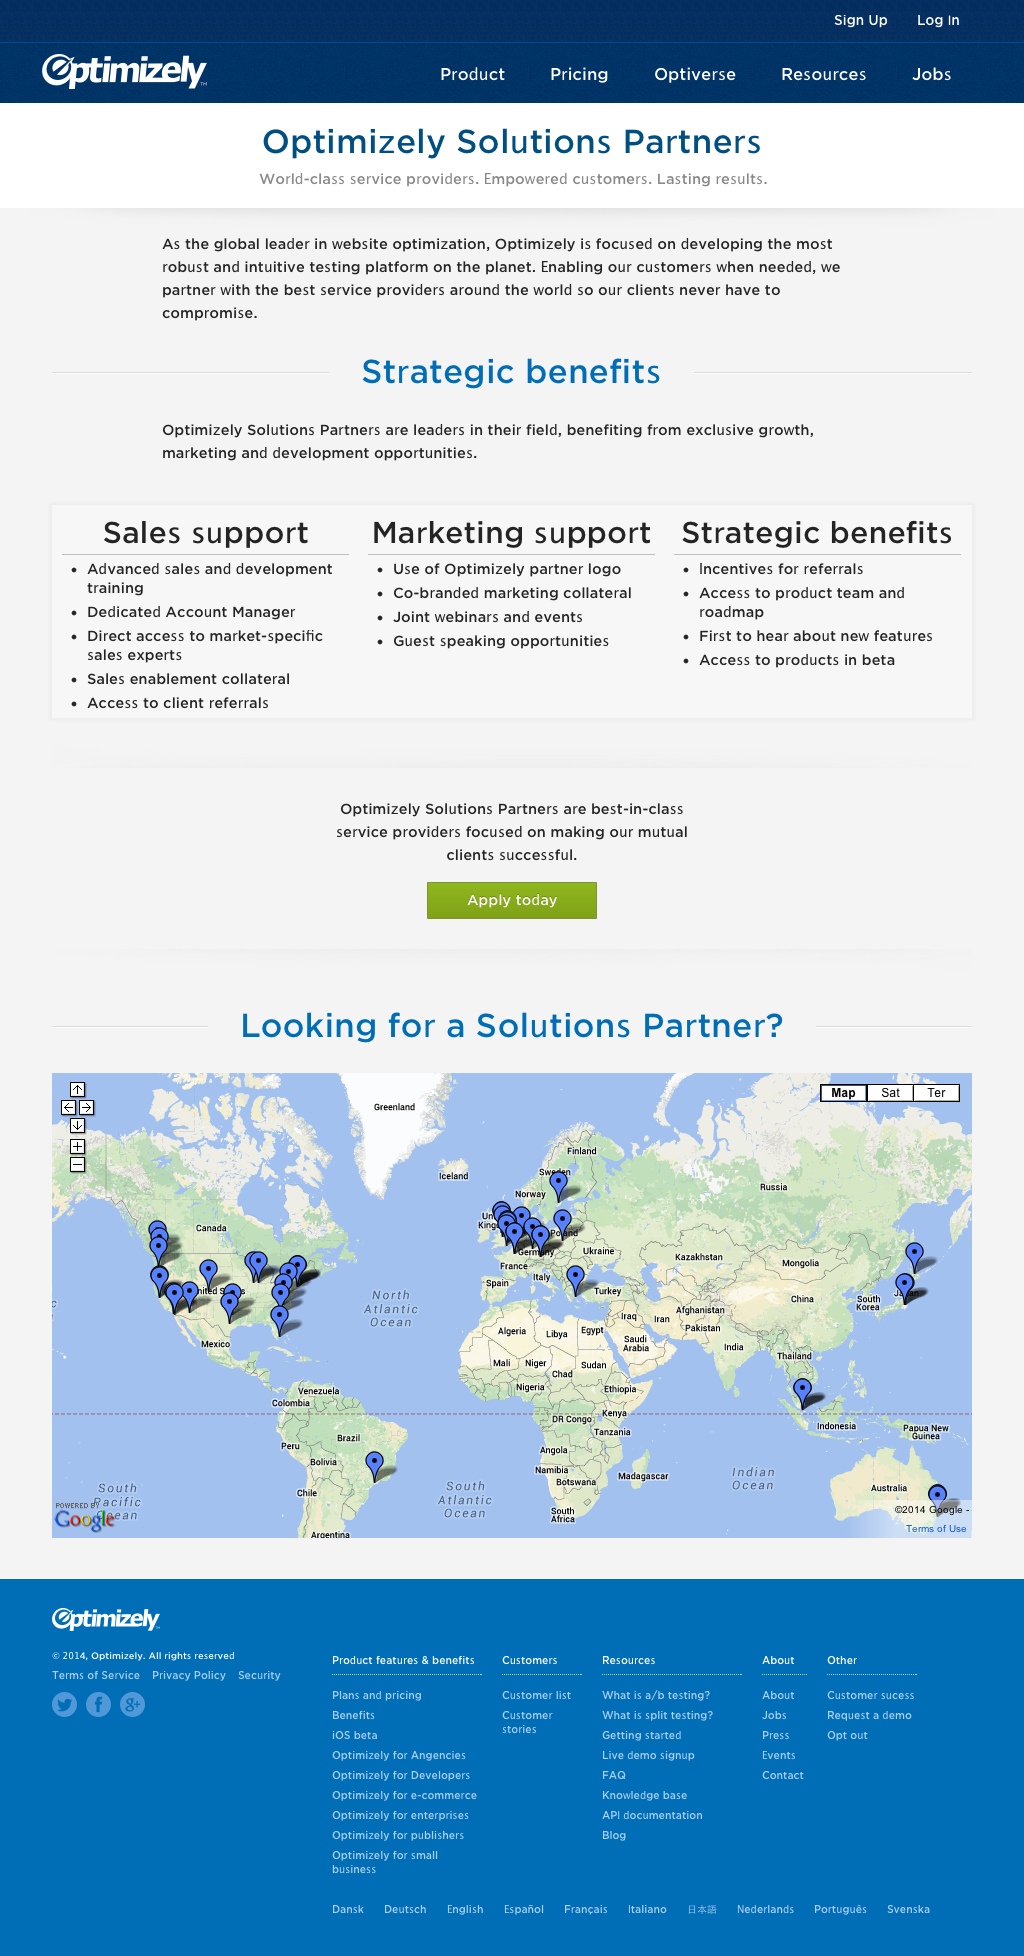 Sign Up Log In
Optimizely™ Product Pricing Optiverse Resources Jobs
Optimizely Solutions Partners
World-class service providers. Empowered customers. Lasting results.
As the global leader in website optimization, Optimizely is focused on developing the most
robust and intuitive testing platform on the planet. Enabling our customers when needed, we
partner with the best service providers around the world so our clients never have to
compromise.
Strategic benefits
Optimizely Solutions Partners are leaders in their field, benefiting from exclusive growth,
marketing and development opportunities.
Sales support
• Advanced sales and development
training
• Dedicated Account Manager
• Direct access to market-specific
sales experts
• Sales enablement collateral
• Access to client referrals
Marketing support
• Use of Optimizely partner logo
• Co-branded marketing collateral
• Joint webinars and events
• Guest speaking opportunities
Strategic benefits
• Incentives for referrals
• Access to product team and
roadmap
• First to hear about new features
• Access to products in beta
Optimizely Solutions Partners are best-in-class
service providers focused on making our mutual
clients successful.
Apply today
Looking for a Solutions Partner?
Map Sat Ter
Greenland
Iceland
Finland
Sweden
Norway
Russia
Canada
Poland
Germany
Ukraine
France
Kazakhstan
Mongolia
Italy
Spain
Turkey
China
South
Korea
Japan
North
Atlantic
Ocean
Afghanistan
Iraq
Iran
Pakistan
Algeria
Libya
Egypt
Saudi
Arabia
India
Mexico
Thailand
Mali
Niger
Chad
Sudan
Nigeria
Ethiopia
Venezuela
Colombia
DR Congo
Kenya
Indonesia
Papua New
Guinea
Tanzania
Peru
Brazil
Bolivia
Angola
Namibia
Botswana
Madagascar
Indian
Ocean
Australia
Chile
South
Pacific
Ocean
South
Atlantic
Ocean
South
Africa
Argentina
POWERED BY
Google
©2014 Google -
Terms of Use
Optimizely
© 2014, Optimizely. All rights reserved
Terms of Service Privacy Policy Security
Product features & benefits
Plans and pricing
Benefits
iOS beta
Optimizely for Angencies
Optimizely for Developers
Optimizely for e-commerce
Optimizely for enterprises
Optimizely for publishers
Optimizely for small
business
Customers
Customer list
Customer
stories
Resources
What is a/b testing?
What is split testing?
Getting started
Live demo signup
FAQ
Knowledge base
API documentation
Blog
About
About
Jobs
Press
Events
Contact
Other
Customer sucess
Request a demo
Opt out
Dansk Deutsch English Español Français Italiano 日本語 Nederlands Português Svenska